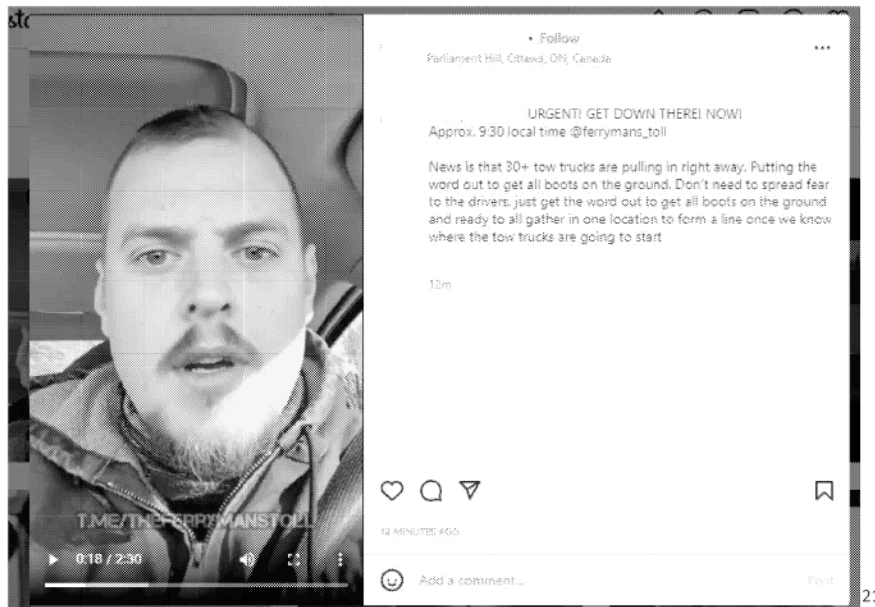 • Follow
Parliament Hill, Ottawa, ON, Canada
URGENT! GET DOWN THERE! NOW!
Approx. 9:30 local time @ferrymans_toll
News is that 30+ tow trucks are pulling in right away. Putting the
word out to get all boots on the ground. Don't need to spread fear
to the drivers, just get the word out to get all boots on the ground
and ready to all gather in one location to form a line once we know
where the tow trucks are going to start
12m
T.ME/THEFERRYMANSTOLL
0:18 / 2:30
12 MINUTES AGO
Add a comment...
Post
21